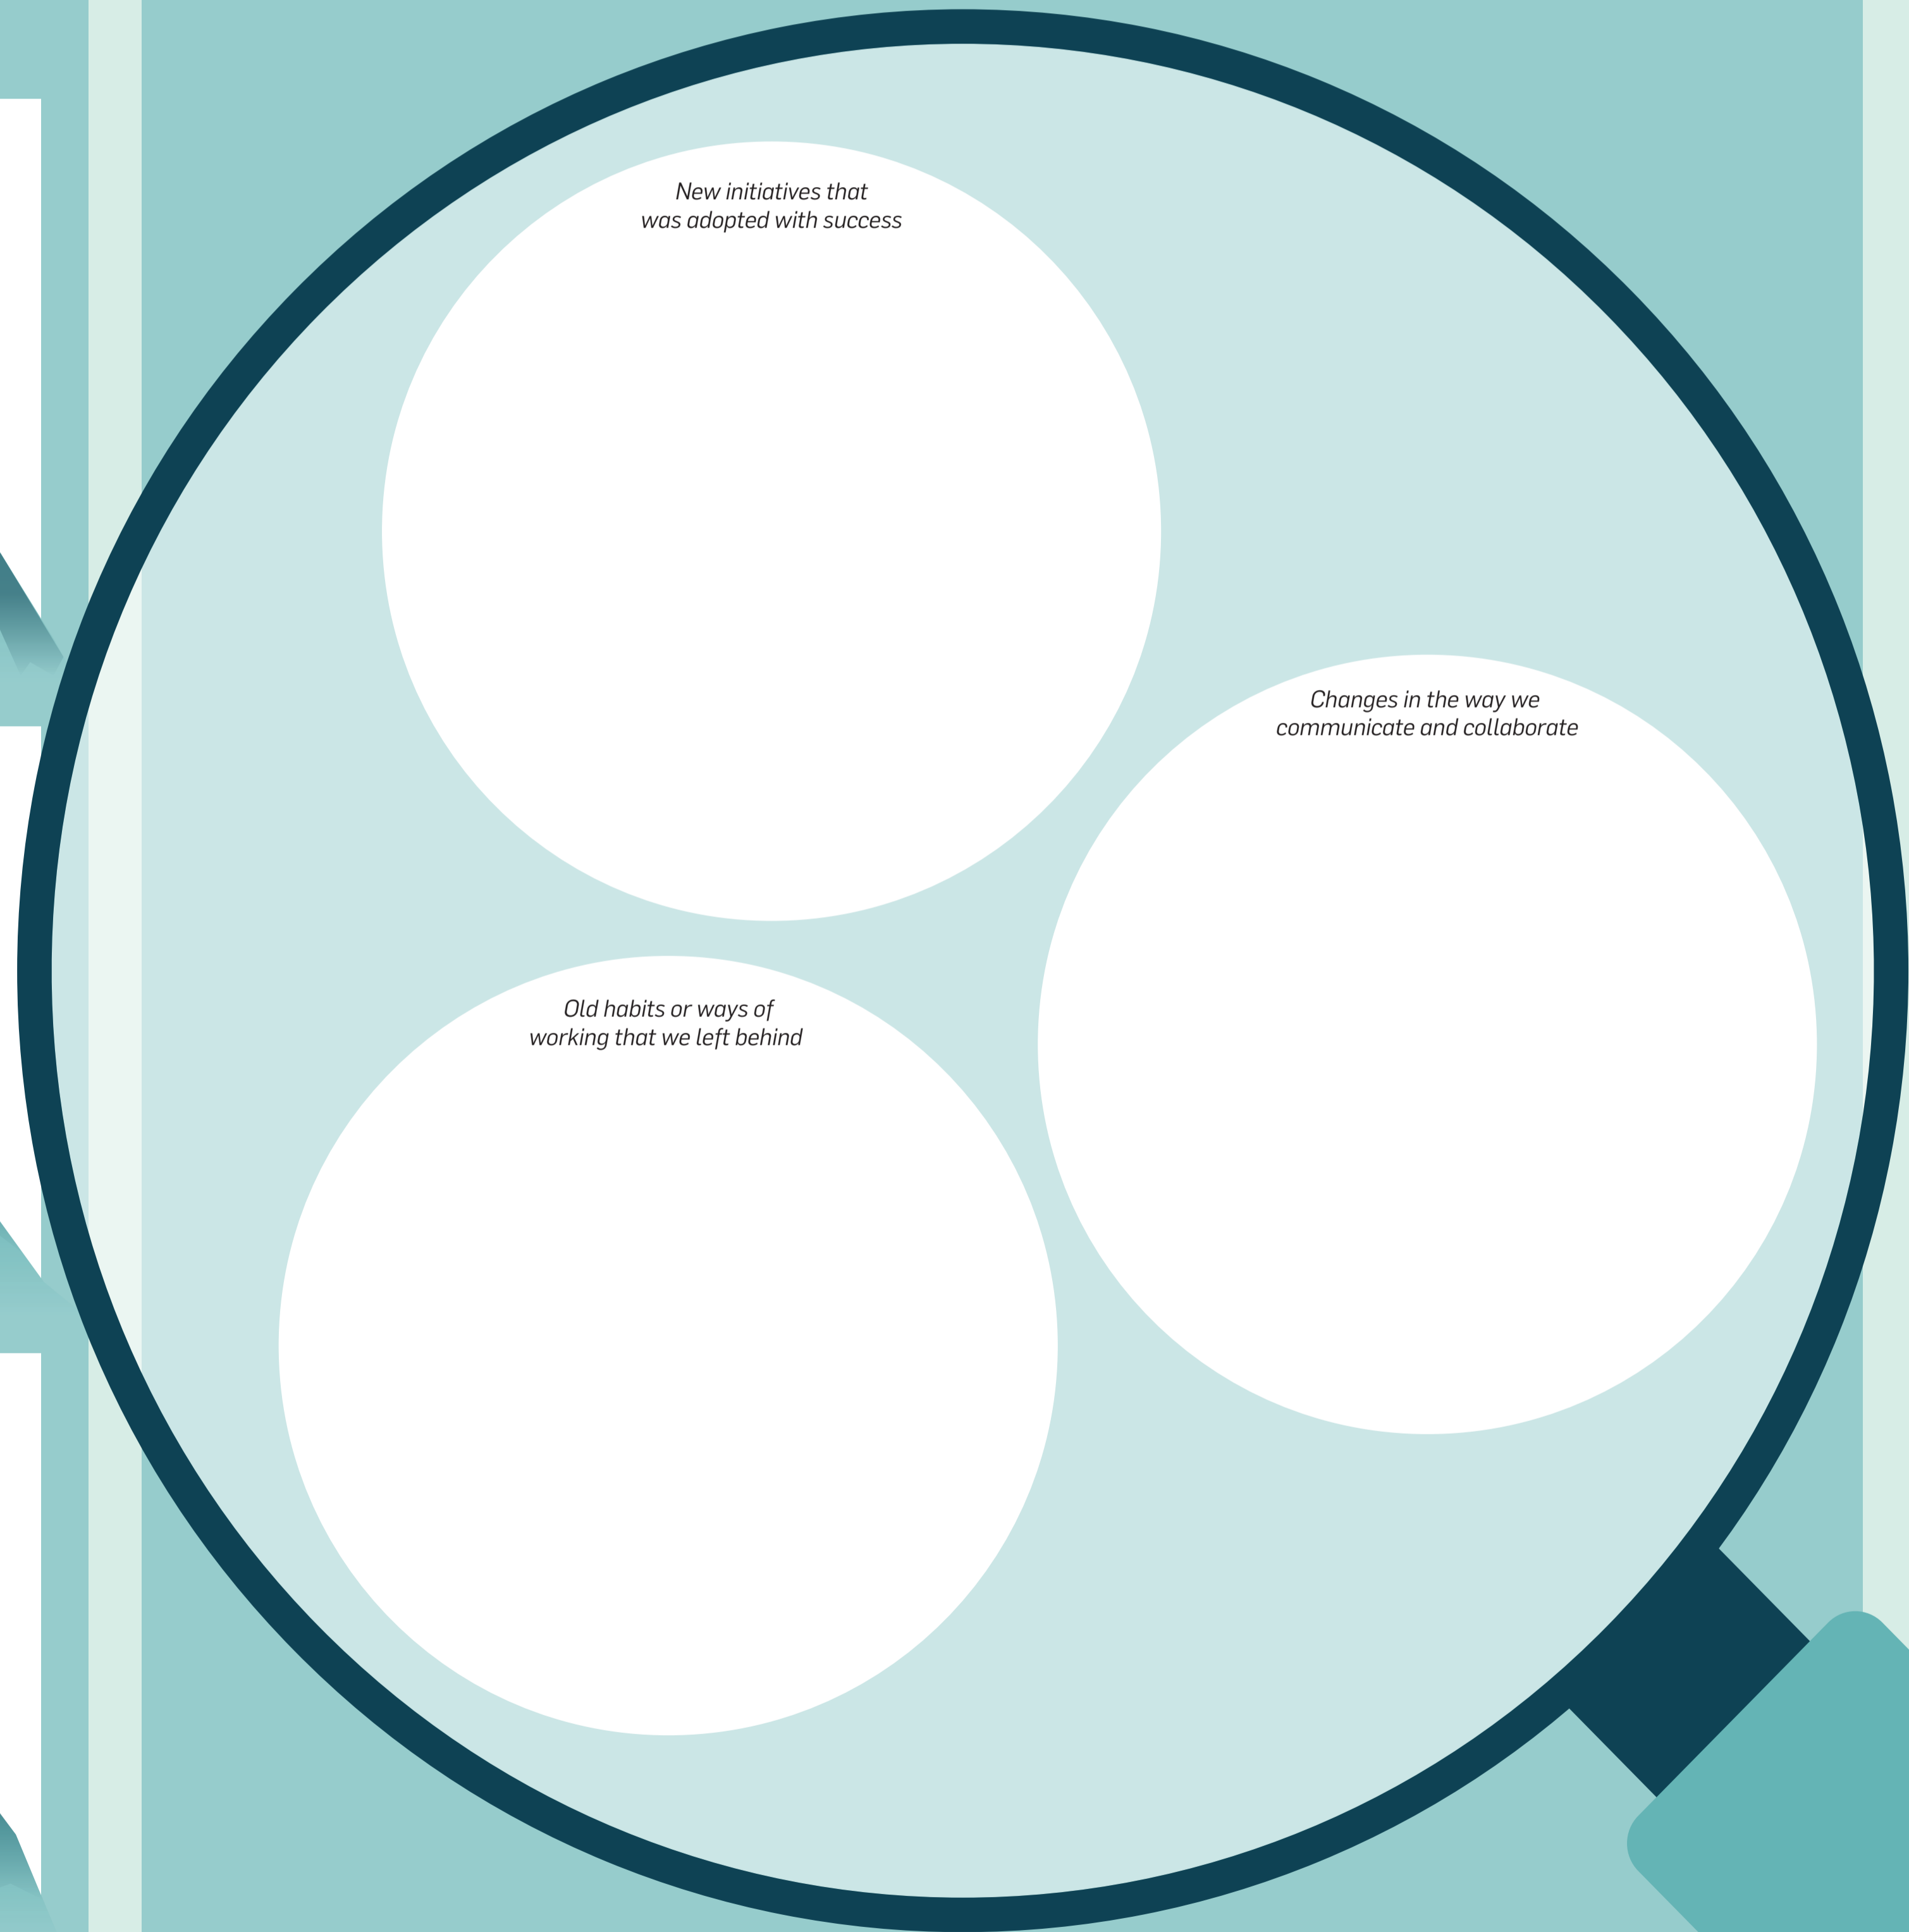 New initiatives that
was adopted with success
Changes in the way we
communicate and collaborate
Old habits or ways of
working that we left behind